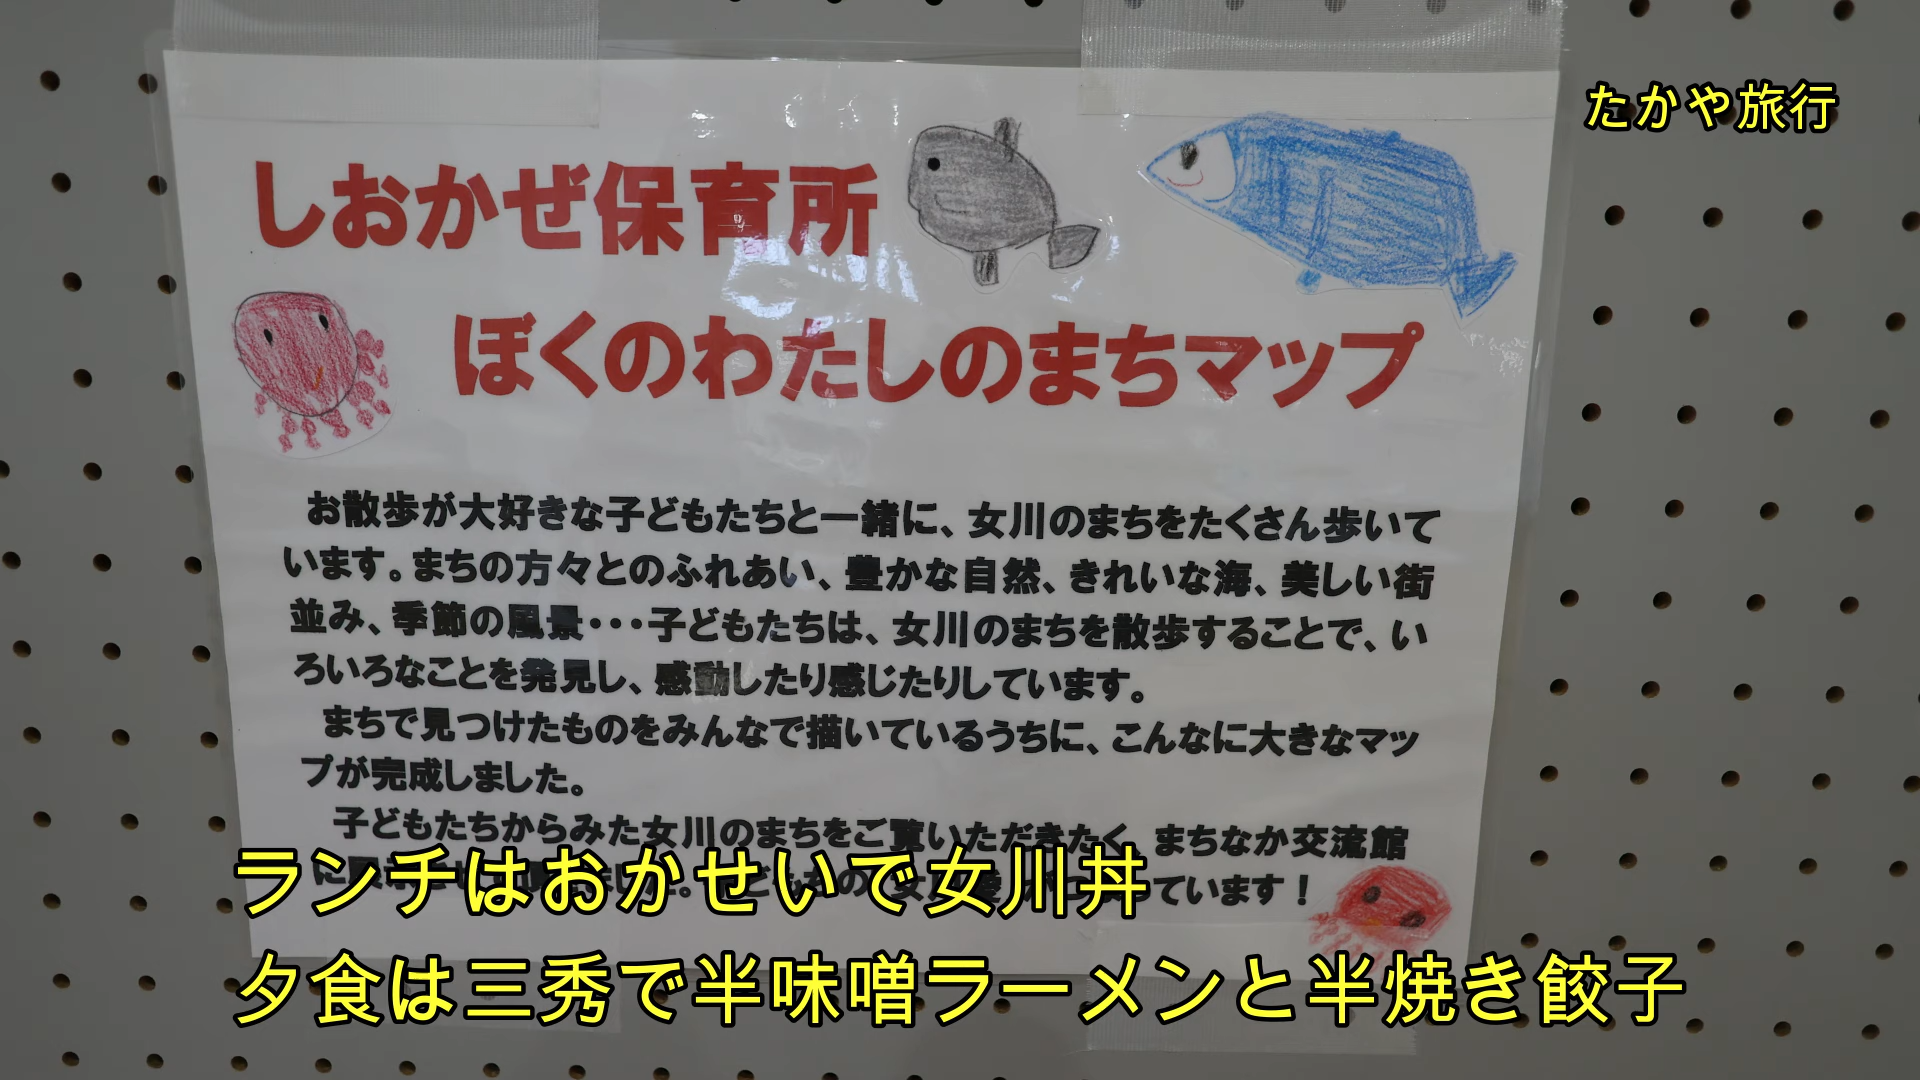 たかや旅行
しおかぜ保育所
ぼくのわたしのまちマップ
お散歩が大好きな子どもたちと一緒に、女川のまちをたくさん歩いて
います。まちの方々とのふれあい、豊かな自然、きれいな海、美しい街
並み、季節の風景・・・子どもたちは、女川のまちを散歩することで、い
ろいろなことを発見し、感動したり感じたりしています。
まちで見つけたものをみんなで描いているうちに、こんなに大きなマッ
プが完成しました。
子どもたちからみた女川のまちをご覧いただきたく、まちなか交流館
に ています！
ランチはおかせいで女川丼
夕食は三秀で半味噌ラーメンと半焼き餃子